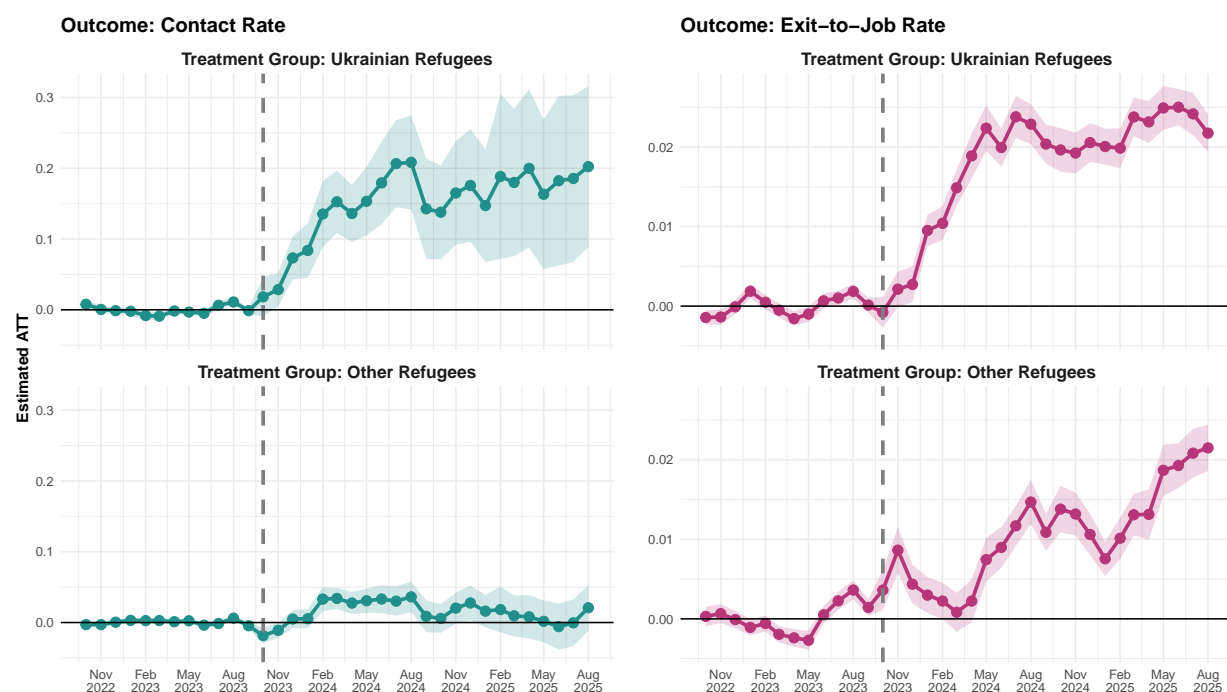 Outcome: Contact Rate
Treatment Group: Ukrainian Refugees
0.3
0.2
0.1
0.0
Treatment Group: Other Refugees
0.3
0.2
0.1
0.0
Nov 2022
Feb 2023
May 2023
Aug 2023
Nov 2023
Feb 2024
May 2024
Aug 2024
Nov 2024
Feb 2025
May 2025
Aug 2025
Estimated ATT
Outcome: Exit−to−Job Rate
Treatment Group: Ukrainian Refugees
0.02
0.01
0.00
Treatment Group: Other Refugees
0.02
0.01
0.00
Nov 2022
Feb 2023
May 2023
Aug 2023
Nov 2023
Feb 2024
May 2024
Aug 2024
Nov 2024
Feb 2025
May 2025
Aug 2025